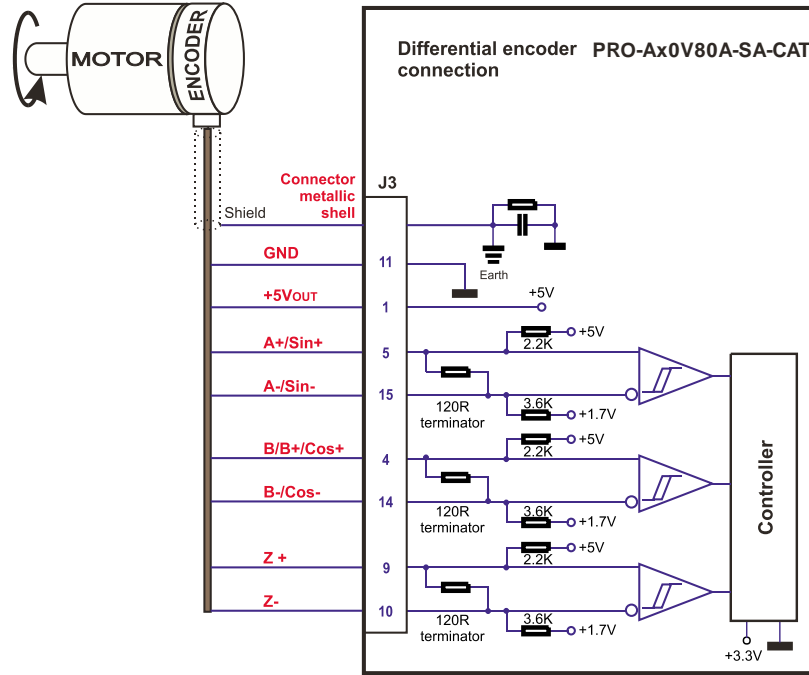 MOTOR
ENCODER
Differential encoder
connection
PRO-Ax0V80A-SA-CAT
Connector
metallic
shell
J3
Shield
Earth
GND
11
+5VOUT
1
+5V
A+/Sin+
5
+5V
2.2K
A-/Sin-
15
120R
terminator
3.6K
+1.7V
B/B+/Cos+
4
+5V
2.2K
B-/Cos-
14
120R
terminator
3.6K
+1.7V
Z +
9
+5V
2.2K
Z-
10
120R
terminator
3.6K
+1.7V
Controller
+3.3V